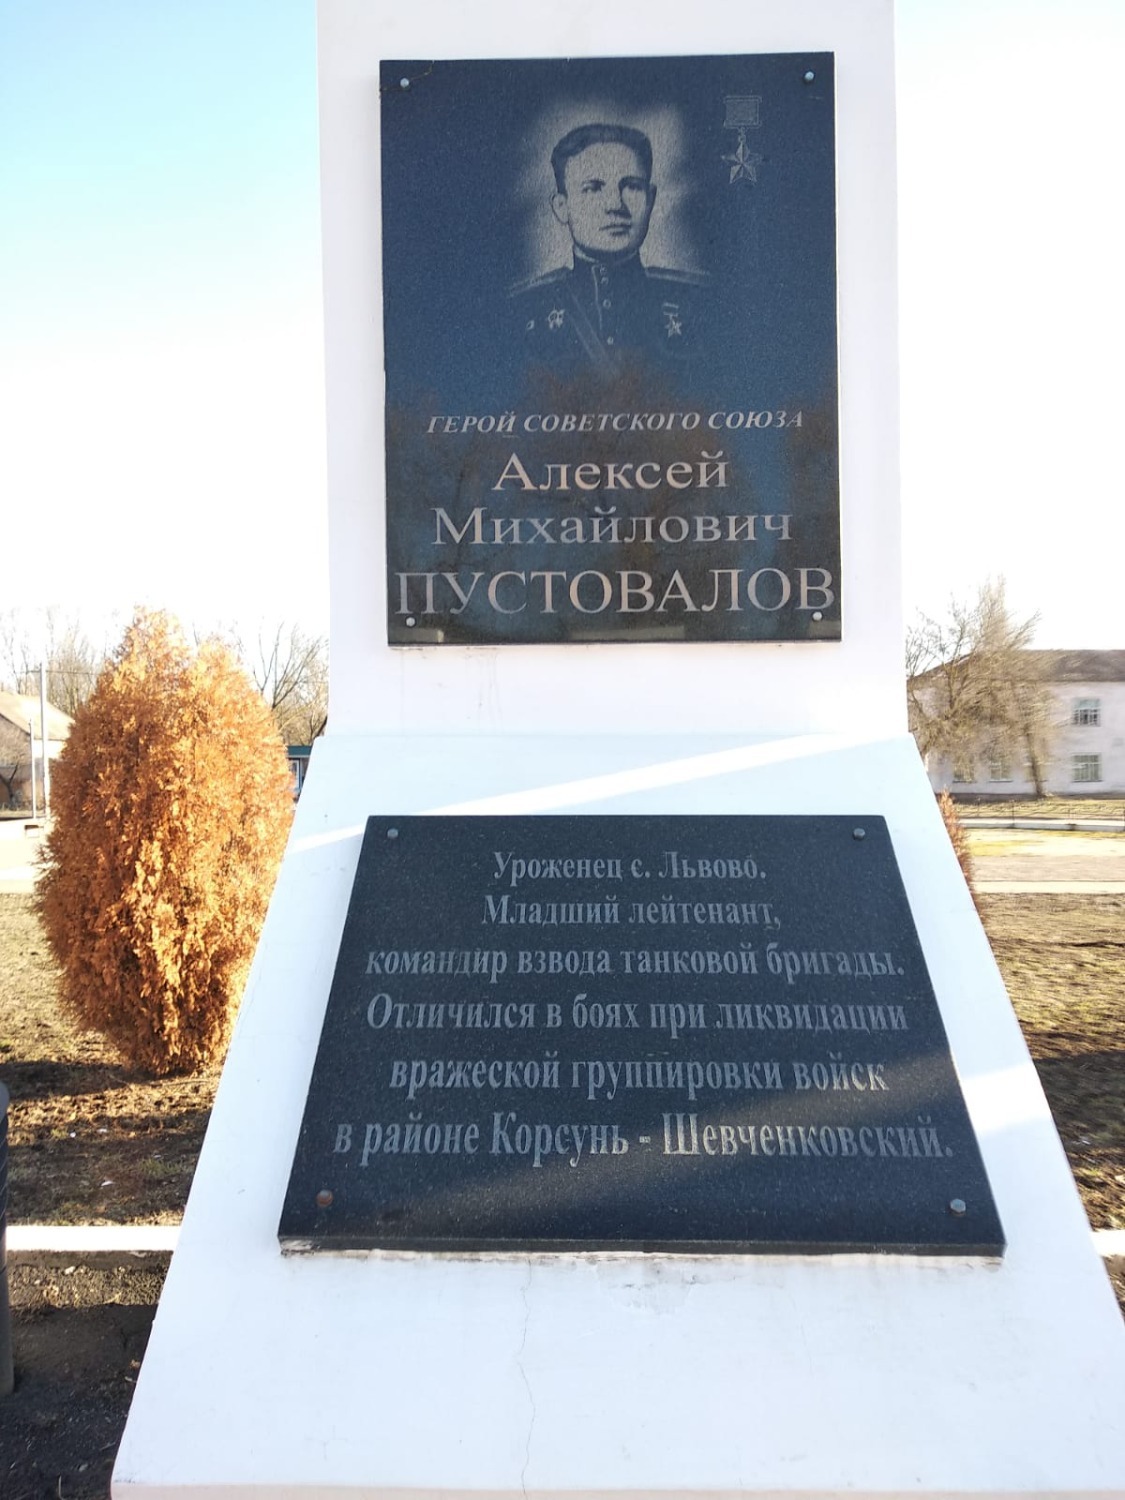 ГЕРОЙ СОВЕТСКОГО СОЮЗА
Алексей
Михайлович
ПУСТОВАЛОВ
Уроженец с. Львово.
Младший лейтенант,
командир взвода танковой бригады.
Отличился в боях при ликвидации
вражеской группировки войск
в районе Корсунь - Шевченковский.